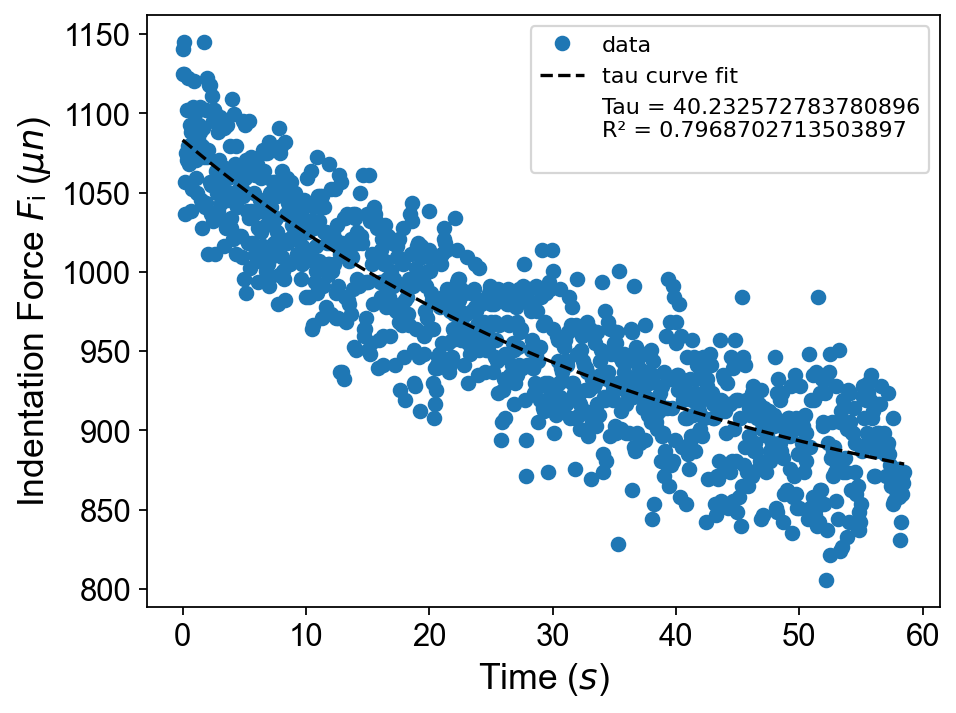 1150
1100
1050
1000
950
900
850
800
Indentation Force Fi (μn)
data
tau curve fit
Tau = 40.232572783780896
R² = 0.7968702713503897
0 10 20 30 40 50 60
Time (s)